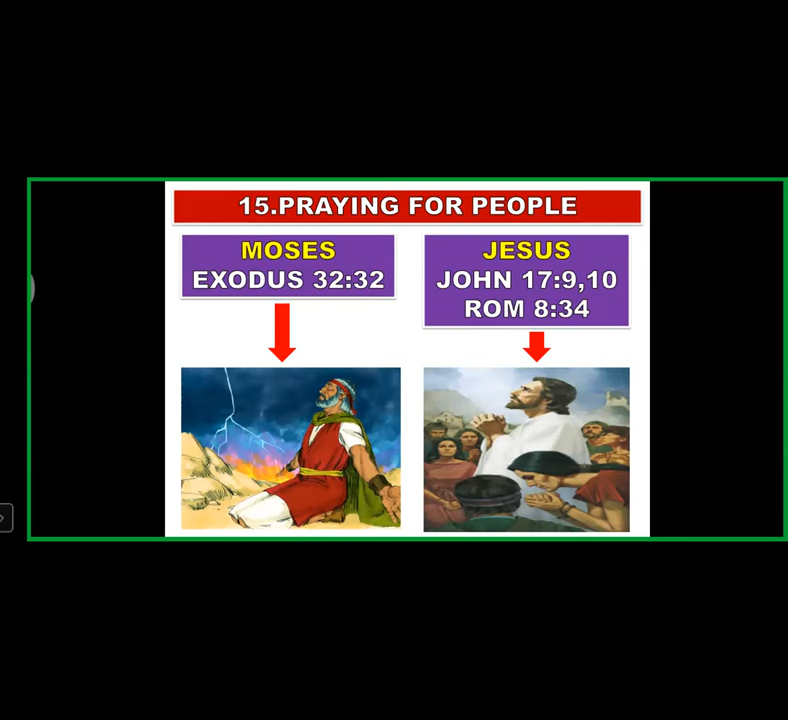 15.PRAYING FOR PEOPLE
MOSES
EXODUS 32:32
JESUS
JOHN 17:9,10
ROM 8:34